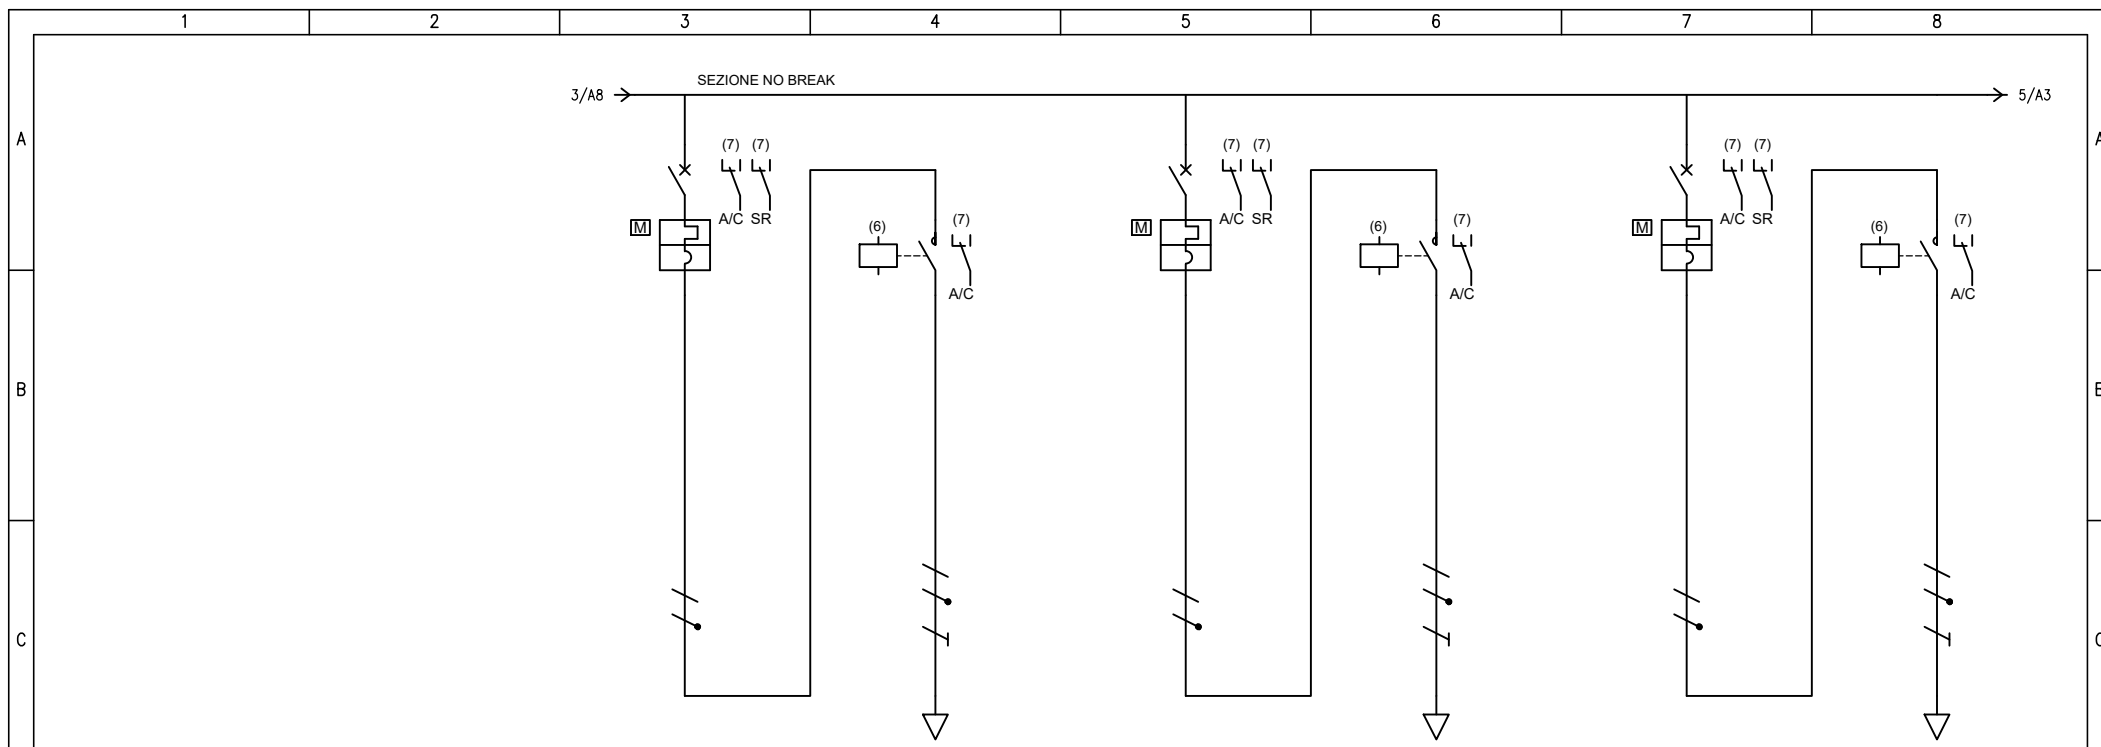 1 2 3 4 5 6 7 8
SEZIONE NO BREAK
3/A8 5/A3
A A
(7) (7) (7) (7) (7) (7)
A/C SR A/C SR A/C SR
M (6) (7) M (6) (7) M (6) (7)
A/C A/C A/C
B B
C C